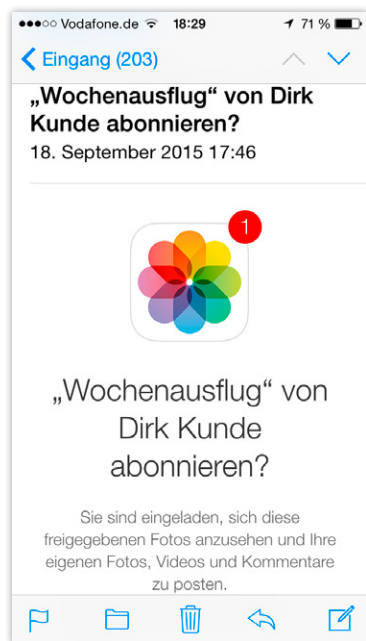 Vodafone.de 18:29 71 %
Eingang (203)
„Wochenausflug“ von Dirk
Kunde abonnieren?
18. September 2015 17:46
1
„Wochenausflug“ von
Dirk Kunde
abonnieren?
Sie sind eingeladen, sich diese
freigegebenen Fotos anzusehen und Ihre
eigenen Fotos, Videos und Kommentare
zu posten.